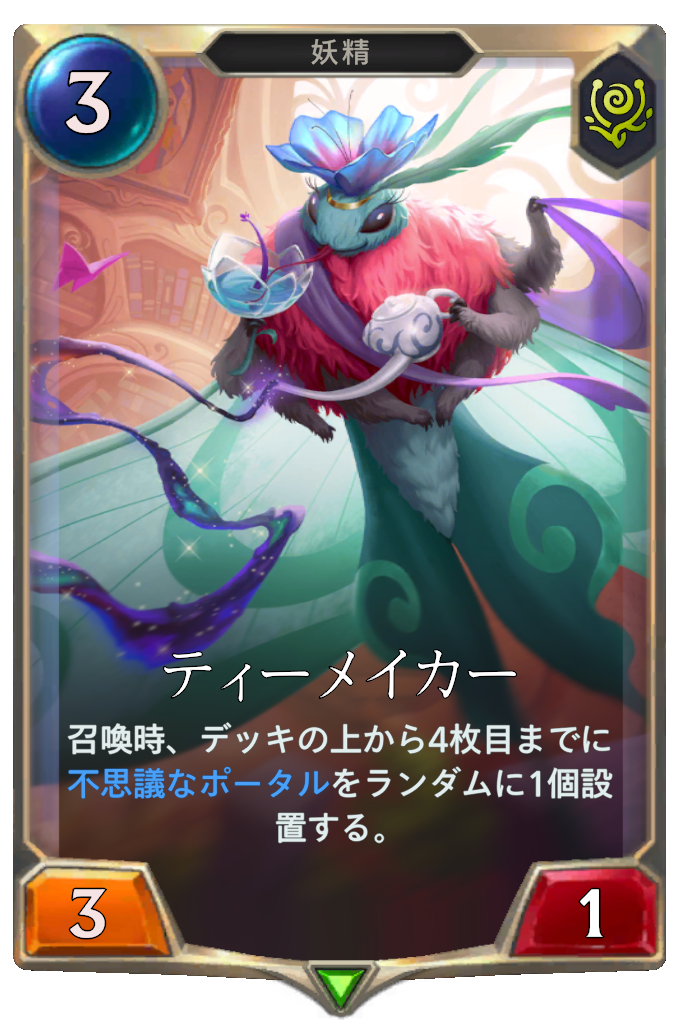 3
妖精
ティーメイカー
召喚時、デッキの上から4枚目までに
不思議なポータルをランダムに1個設
置する。
3
1